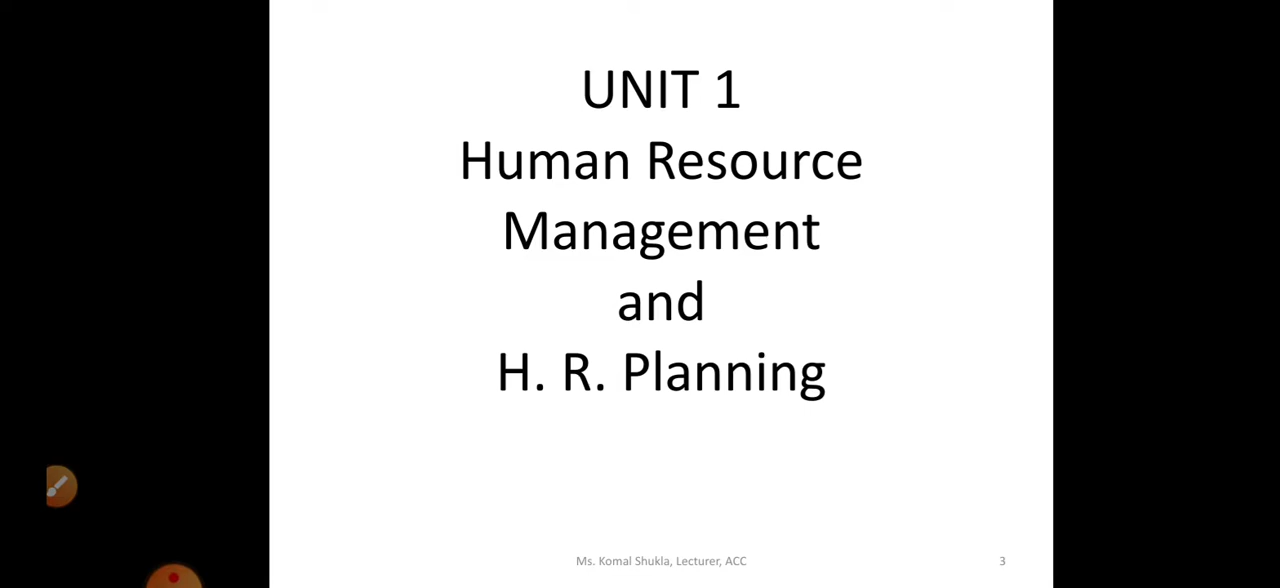 UNIT 1
Human Resource
Management
and
H. R. Planning
Ms. Komal Shukla, Lecturer, ACC
3